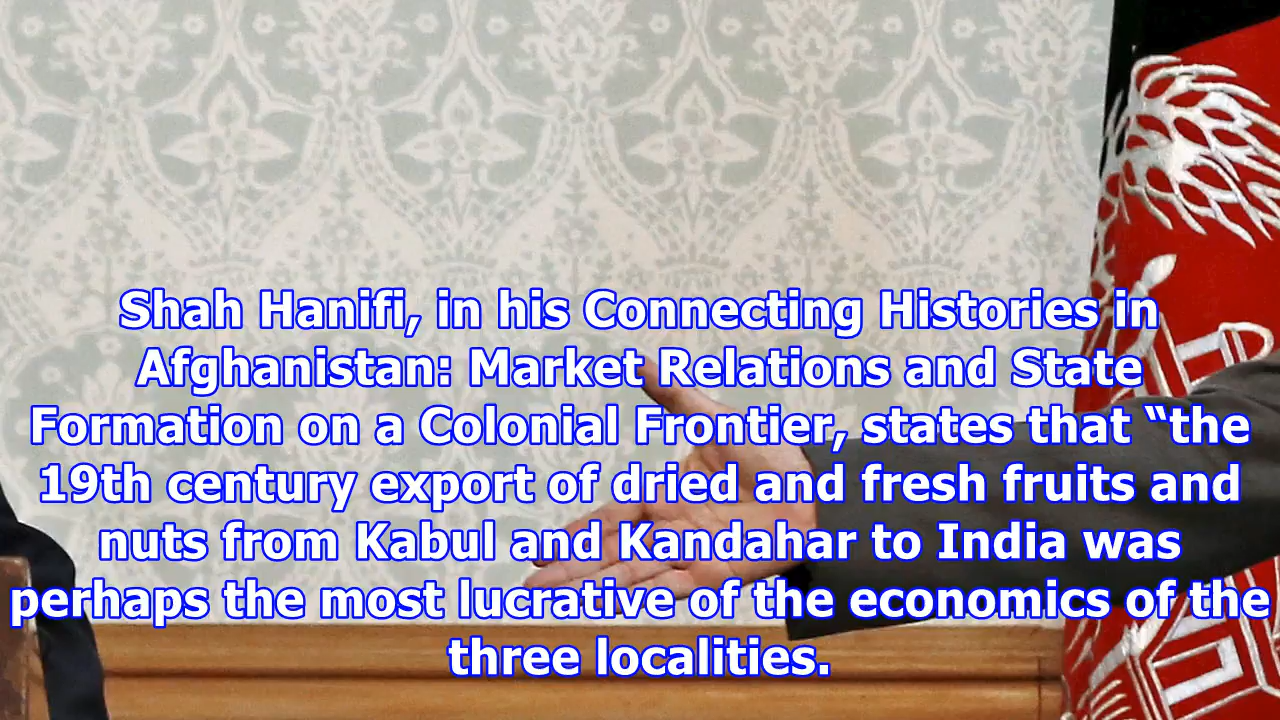 Shah Hanifi, in his Connecting Histories in
Afghanistan: Market Relations and State
Formation on a Colonial Frontier, states that “the
19th century export of dried and fresh fruits and
nuts from Kabul and Kandahar to India was
perhaps the most lucrative of the economics of the
three localities.